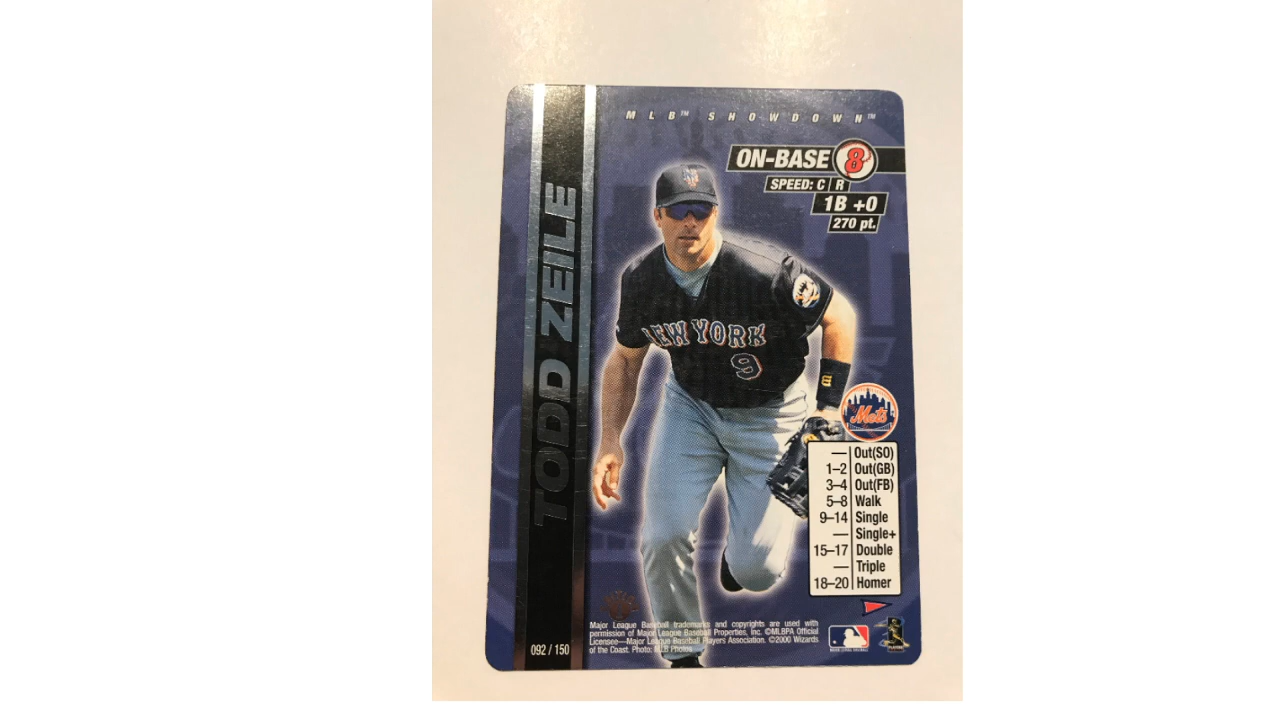 MLB™ SHOWDOWN™
ON-BASE 8
SPEED: C R
1B +0
270 pt.
TODD ZEILE
NEW YORK
9
Mets
— Out(SO)
1–2 Out(GB)
3–4 Out(FB)
5–8 Walk
9–14 Single
— Single+
15–17 Double
— Triple
18–20 Homer
Major League Baseball trademarks and copyrights are used with
permission of Major League Baseball Properties, Inc. ©MLBPA Official
Licensee—Major League Baseball Players Association. ©2000 Wizards
of the Coast. Photo: MLB Photos
092 / 150